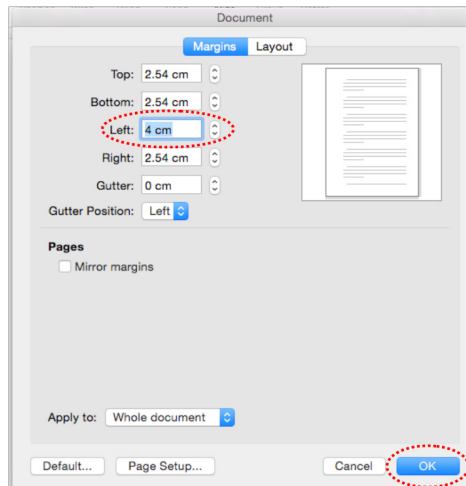 Document
Margins Layout
Top: 2.54 cm
Bottom: 2.54 cm
Left: 4 cm
Right: 2.54 cm
Gutter: 0 cm
Gutter Position: Left
Pages
Mirror margins
Apply to: Whole document
Default... Page Setup... Cancel OK